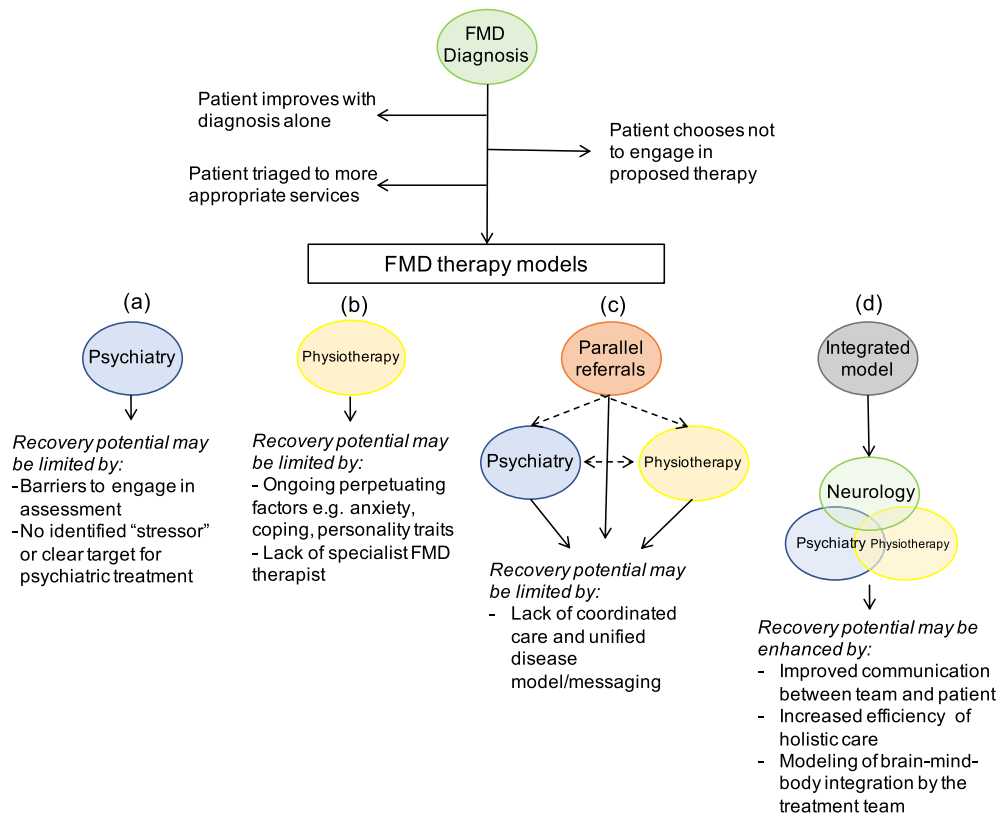 FMD
Diagnosis
Patient improves with
diagnosis alone
Patient chooses not
to engage in
proposed therapy
Patient triaged to more
appropriate services
FMD therapy models
(a)
Psychiatry
Recovery potential may
be limited by:
-Barriers to engage in
assessment
-No identified “stressor”
or clear target for
psychiatric treatment
(b)
Physiotherapy
Recovery potential may
be limited by:
- Ongoing perpetuating
factors e.g. anxiety,
coping, personality traits
- Lack of specialist FMD
therapist
(c)
Parallel
referrals
Psychiatry
Physiotherapy
Recovery potential may
be limited by:
- Lack of coordinated
care and unified
disease
model/messaging
(d)
Integrated
model
Neurology
Psychiatry
Physiotherapy
Recovery potential may be
enhanced by:
- Improved communication
between team and patient
- Increased efficiency of
holistic care
- Modeling of brain-mind-
body integration by the
treatment team